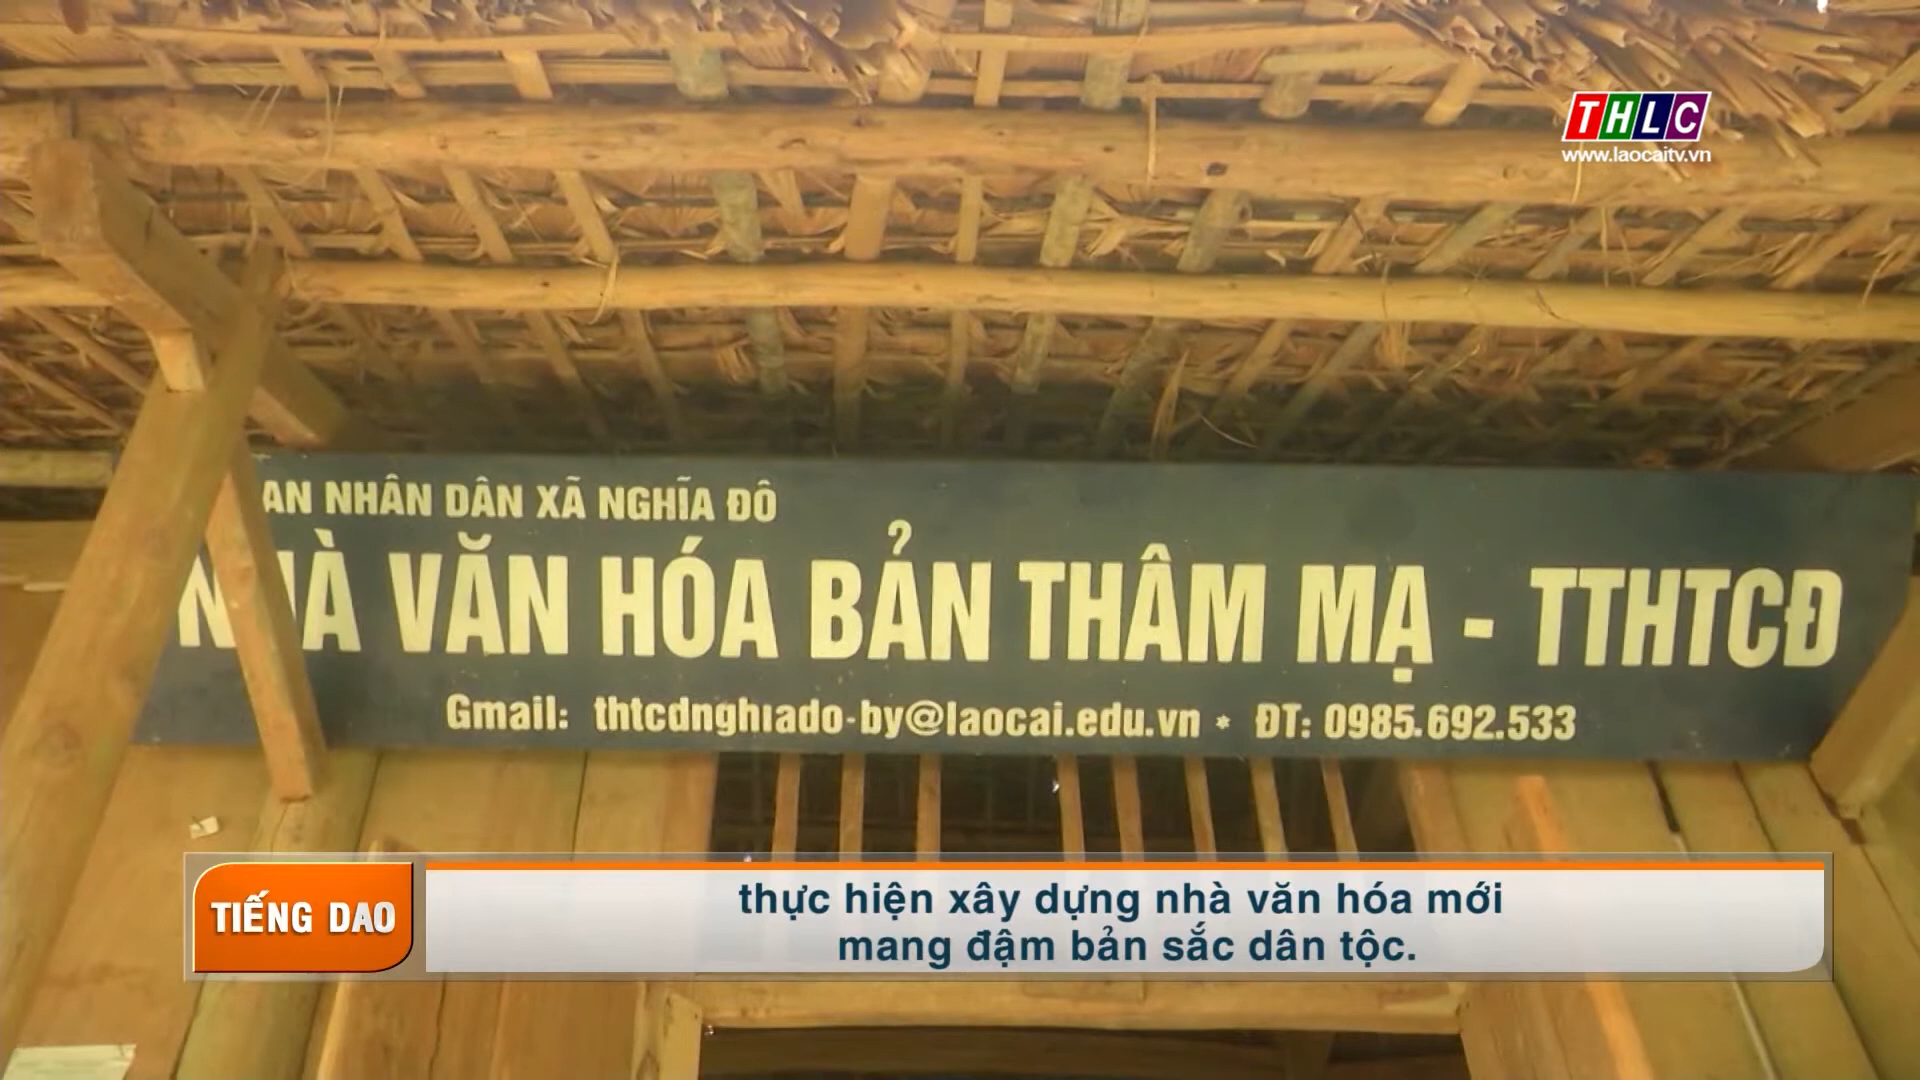 THLC
www.laocaitv.vn
AN NHÂN DÂN XÃ NGHĨA ĐÔ
NHÀ VĂN HÓA BẢN THÂM MẠ - TTHTCĐ
Gmail: thtcdnghıado-by@laocai.edu.vn * ĐT: 0985.692.533
TIẾNG DAO
thực hiện xây dựng nhà văn hóa mới
mang đậm bản sắc dân tộc.